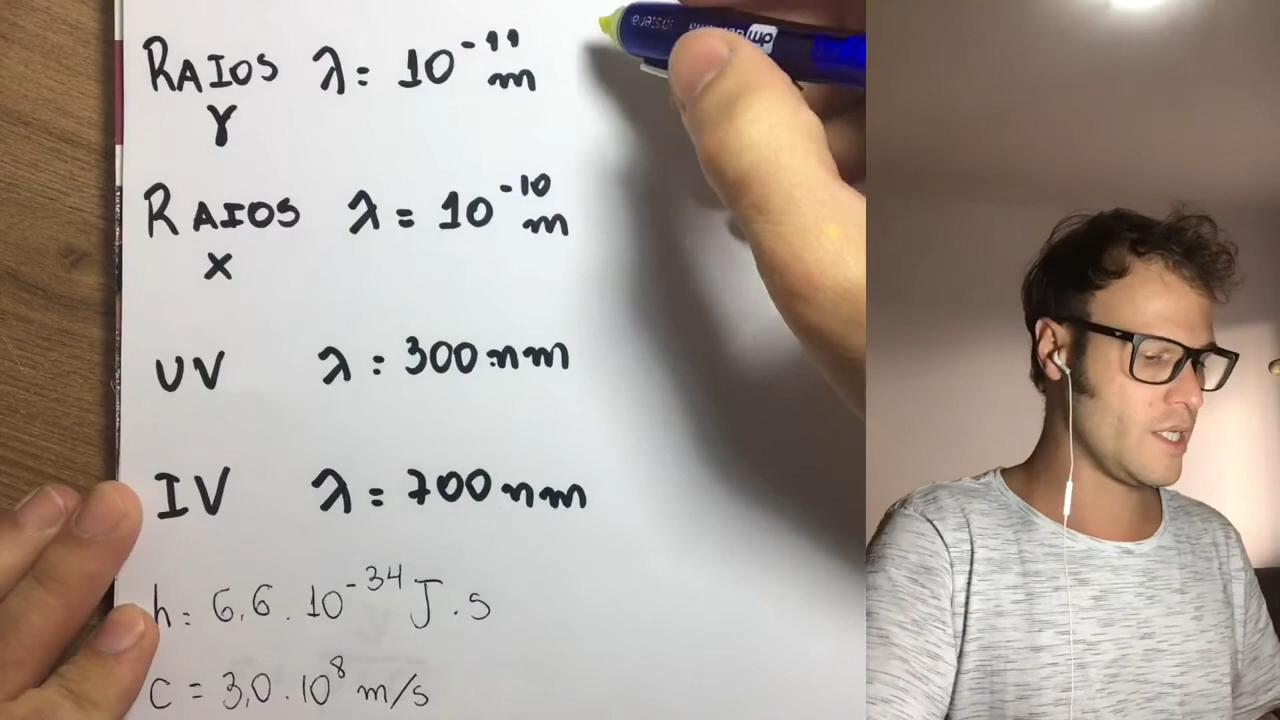 RAIOS λ = 10⁻¹¹ m
γ
RAIOS λ = 10⁻¹⁰ m
X
UV λ = 300 nm
IV λ = 700 nm
h = 6,6 . 10⁻³⁴ J . s
c = 3,0 . 10⁸ m/s